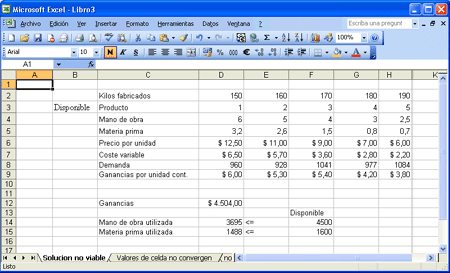 Microsoft Excel - Libro3
Archivo Edición Ver Insertar Formato Herramientas Datos Ventana ? Escriba una pregunta
100%
Arial 10 N K S
A1 fx
A B C D E F G H K
1
2 Kilos fabricados 150 160 170 180 190
3 Disponible Producto 1 2 3 4 5
4 Mano de obra 6 5 4 3 2,5
5 Materia prima 3,2 2,6 1,5 0,8 0,7
6 Precio por unidad $ 12,50 $ 11,00 $ 9,00 $ 7,00 $ 6,00
7 Coste variable $ 6,50 $ 5,70 $ 3,60 $ 2,80 $ 2,20
8 Demanda 960 928 1041 977 1084
9 Ganancias por unidad cont. $ 6,00 $ 5,30 $ 5,40 $ 4,20 $ 3,80
10
11
12 Ganancias $ 4.504,00
13 Disponible
14 Mano de obra utilizada 3695 <= 4500
15 Materia prima utilizada 1488 <= 1600
16
17
Solucion no viable / Valores de celda no convergen / no
Listo